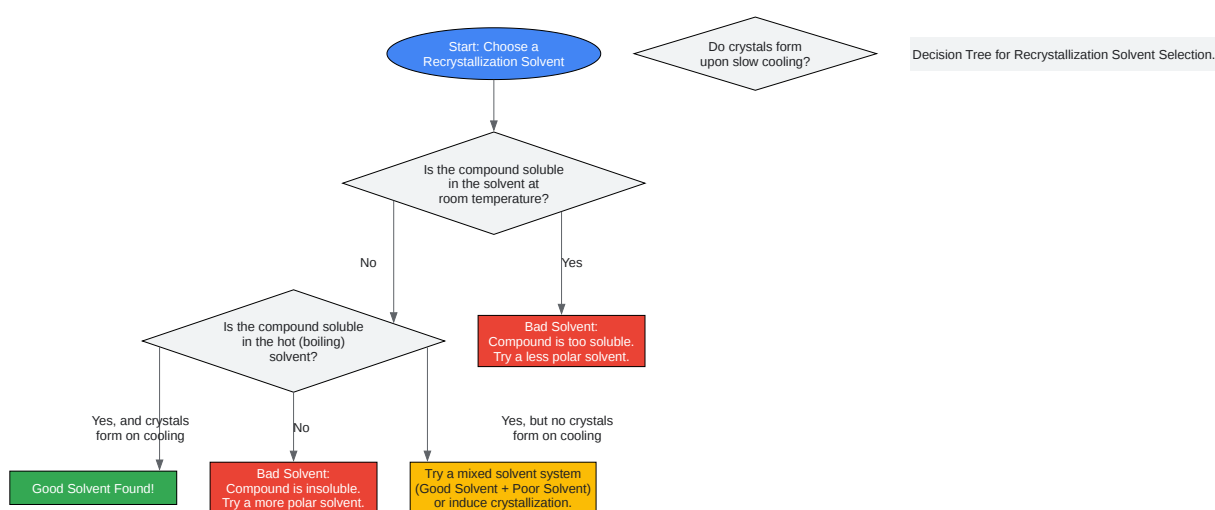 Start: Choose a
Recrystallization Solvent
Do crystals form
upon slow cooling?
Decision Tree for Recrystallization Solvent Selection.
Is the compound soluble
in the solvent at
room temperature?
No
Yes
Is the compound soluble
in the hot (boiling)
solvent?
Bad Solvent:
Compound is too soluble.
Try a less polar solvent.
Yes, and crystals
form on cooling
No
Yes, but no crystals
form on cooling
Good Solvent Found!
Bad Solvent:
Compound is insoluble.
Try a more polar solvent.
Try a mixed solvent system
(Good Solvent + Poor Solvent)
or induce crystallization.